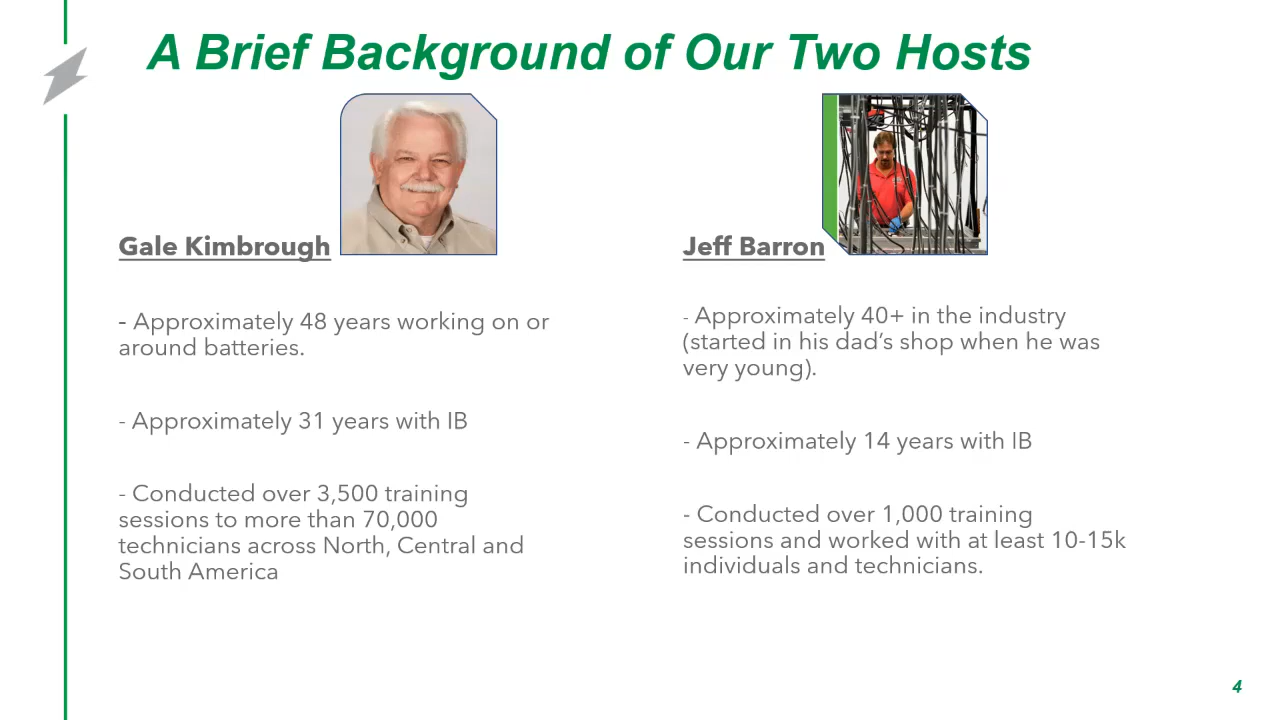 A Brief Background of Our Two Hosts
Gale Kimbrough
- Approximately 48 years working on or
around batteries.
- Approximately 31 years with IB
- Conducted over 3,500 training
sessions to more than 70,000
technicians across North, Central and
South America
Jeff Barron
- Approximately 40+ in the industry
(started in his dad’s shop when he was
very young).
- Approximately 14 years with IB
- Conducted over 1,000 training
sessions and worked with at least 10-15k
individuals and technicians.
4